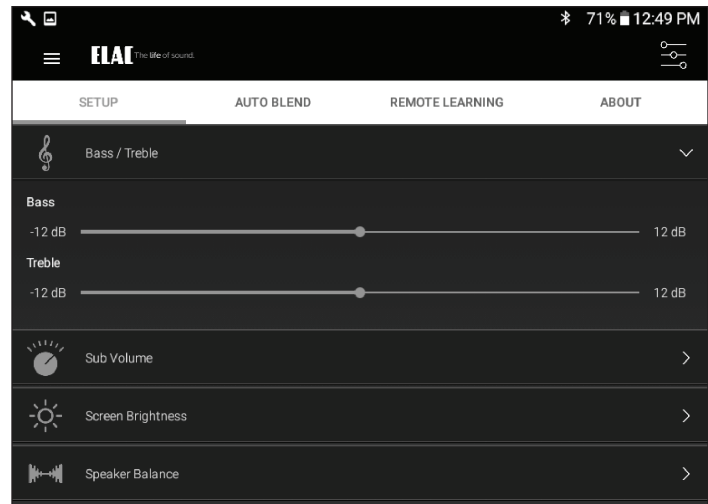 71% 12:49 PM
ELAC The life of sound.
SETUP AUTO BLEND REMOTE LEARNING ABOUT
Bass / Treble
Bass
-12 dB 12 dB
Treble
-12 dB 12 dB
Sub Volume
Screen Brightness
Speaker Balance